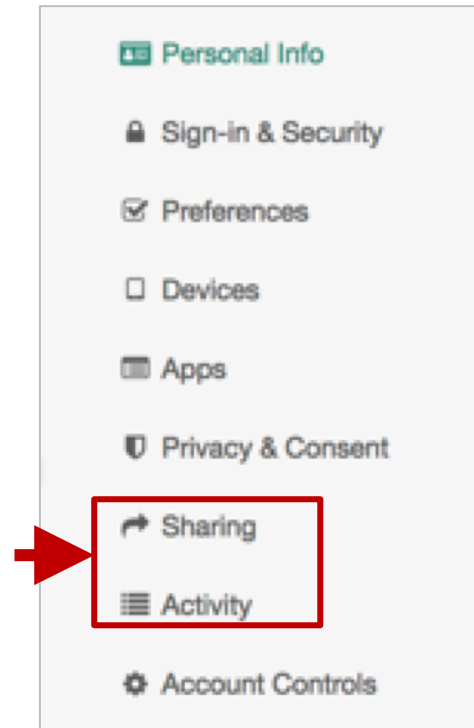 Personal Info
Sign-in & Security
Preferences
Devices
Apps
Privacy & Consent
Sharing
Activity
Account Controls